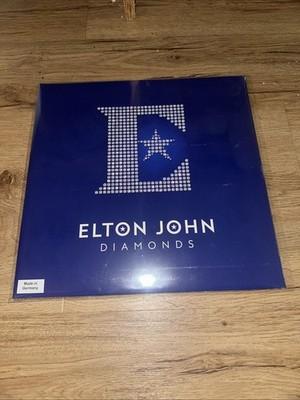 E
ELTON JOHN
DIAMONDS
Made in
Germany